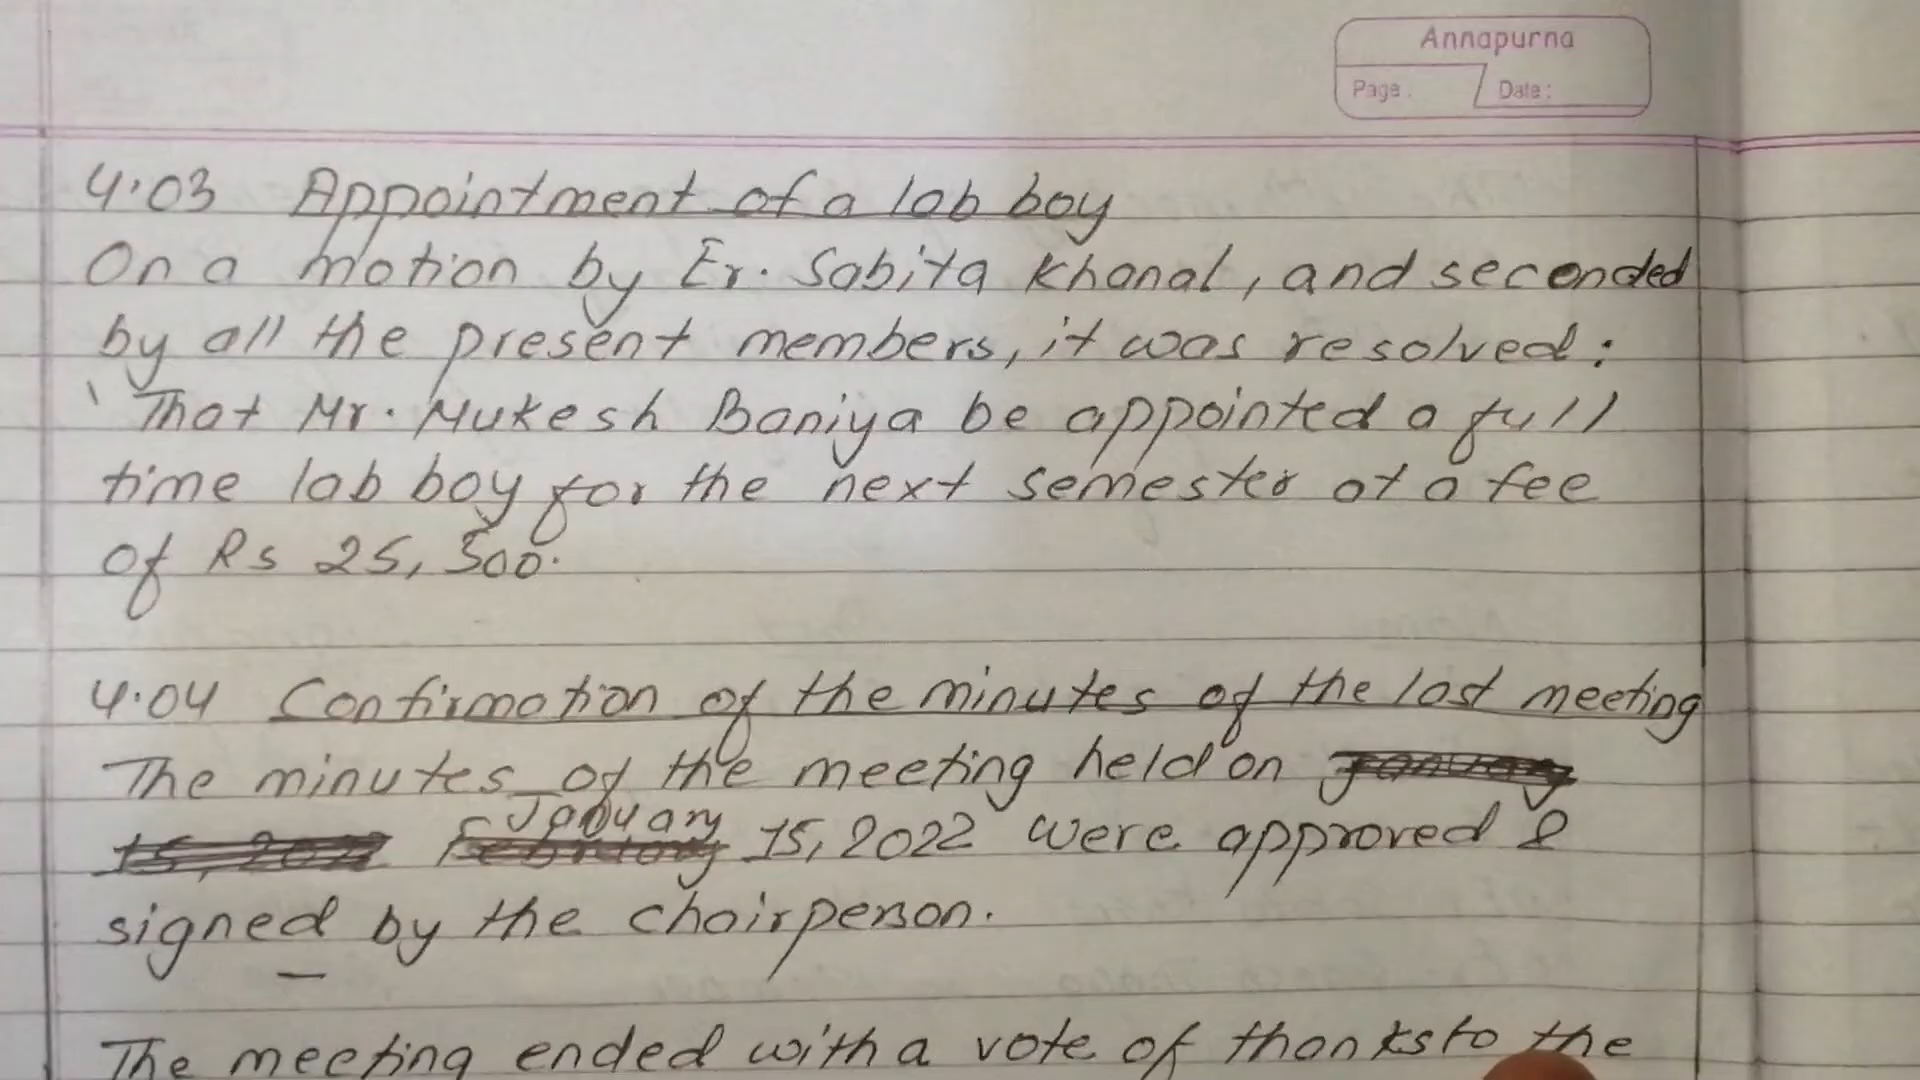 Annapurna
Page. Date:
4.03 Appointment of a lab boy
On a motion by Er. Sabita Khanal, and seconded
by all the present members, it was resolved:
' That Mr. Mukesh Baniya be appointed a full
time lab boy for the next semester at a fee
of Rs 25,500.
4.04 Confirmation of the minutes of the last meeting
The minutes of the meeting held on January
15, 2022 February January 15, 2022 were approved &
signed by the chairperson.
The meeting ended with a vote of thanks to the